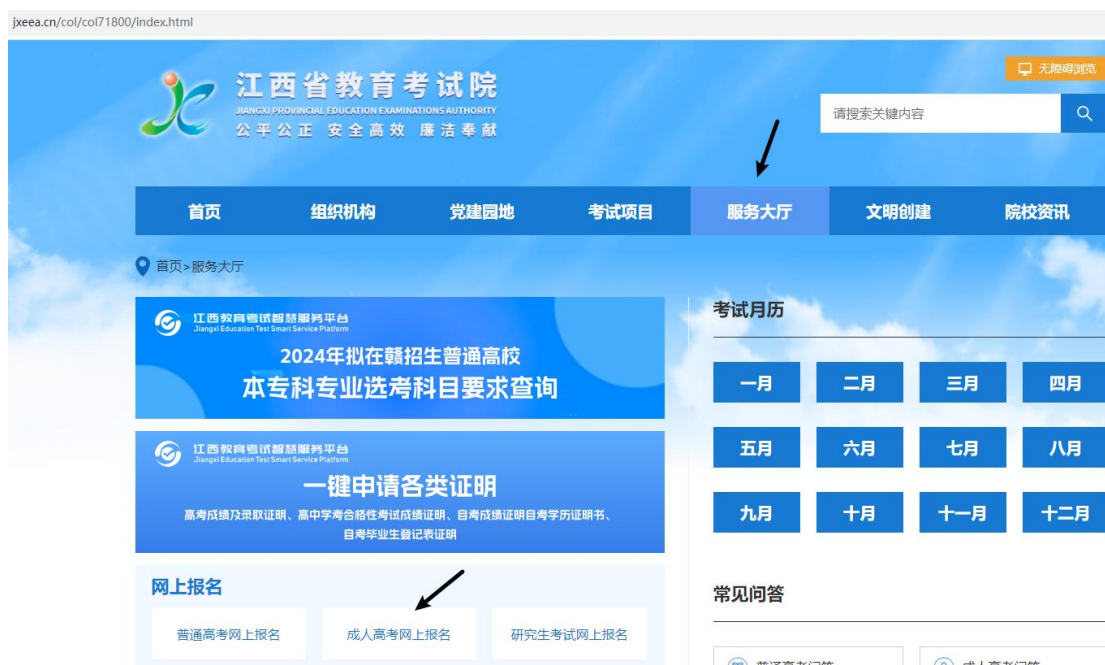 jxeea.cn/col/col71800/index.html
无障碍浏览
江西省教育考试院
JIANGXI PROVINCIAL EDUCATION EXAMINATIONS AUTHORITY
公平公正 安全高效 廉洁奉献
请搜索关键内容
首页 组织机构 党建园地 考试项目 服务大厅 文明创建 院校资讯
首页>服务大厅
江西教育考试智慧服务平台
Jiangxi Education Test Smart Service Platform
2024年拟在赣招生普通高校
本专科专业选考科目要求查询
江西教育考试智慧服务平台
Jiangxi Education Test Smart Service Platform
一键申请各类证明
高考成绩及录取证明、高中学考合格性考试成绩证明、自考成绩证明自考学历证明书、
自考毕业生登记表证明
网上报名
普通高考网上报名 成人高考网上报名 研究生考试网上报名
考试月历
一月 二月 三月 四月
五月 六月 七月 八月
九月 十月 十一月 十二月
常见问答